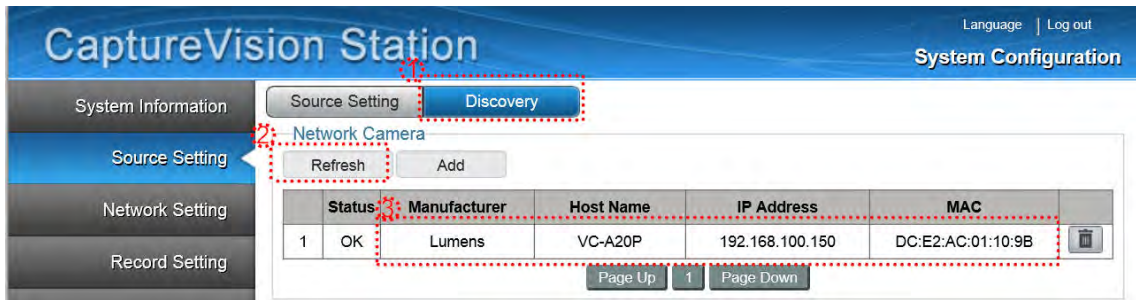 Language | Log out
CaptureVision Station
System Configuration
1
System Information
Source Setting
Discovery
2
Network Camera
Source Setting
Refresh
Add
Network Setting
Status
3
Manufacturer
Host Name
IP Address
MAC
1
OK
Lumens
VC-A20P
192.168.100.150
DC:E2:AC:01:10:9B
Record Setting
Page Up
1
Page Down